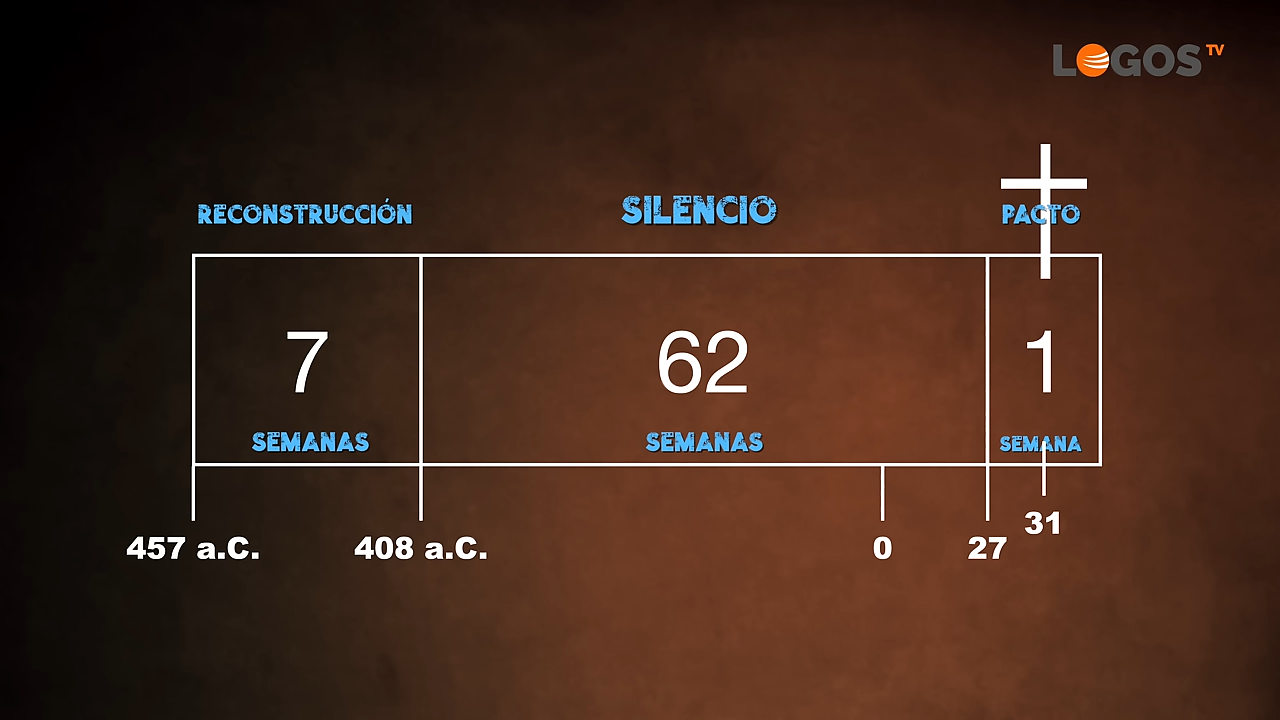 LOGOS TV
RECONSTRUCCIÓN
SILENCIO
PACTO
7
62
1
SEMANAS
SEMANAS
SEMANA
457 a.C.
408 a.C.
0
27
31